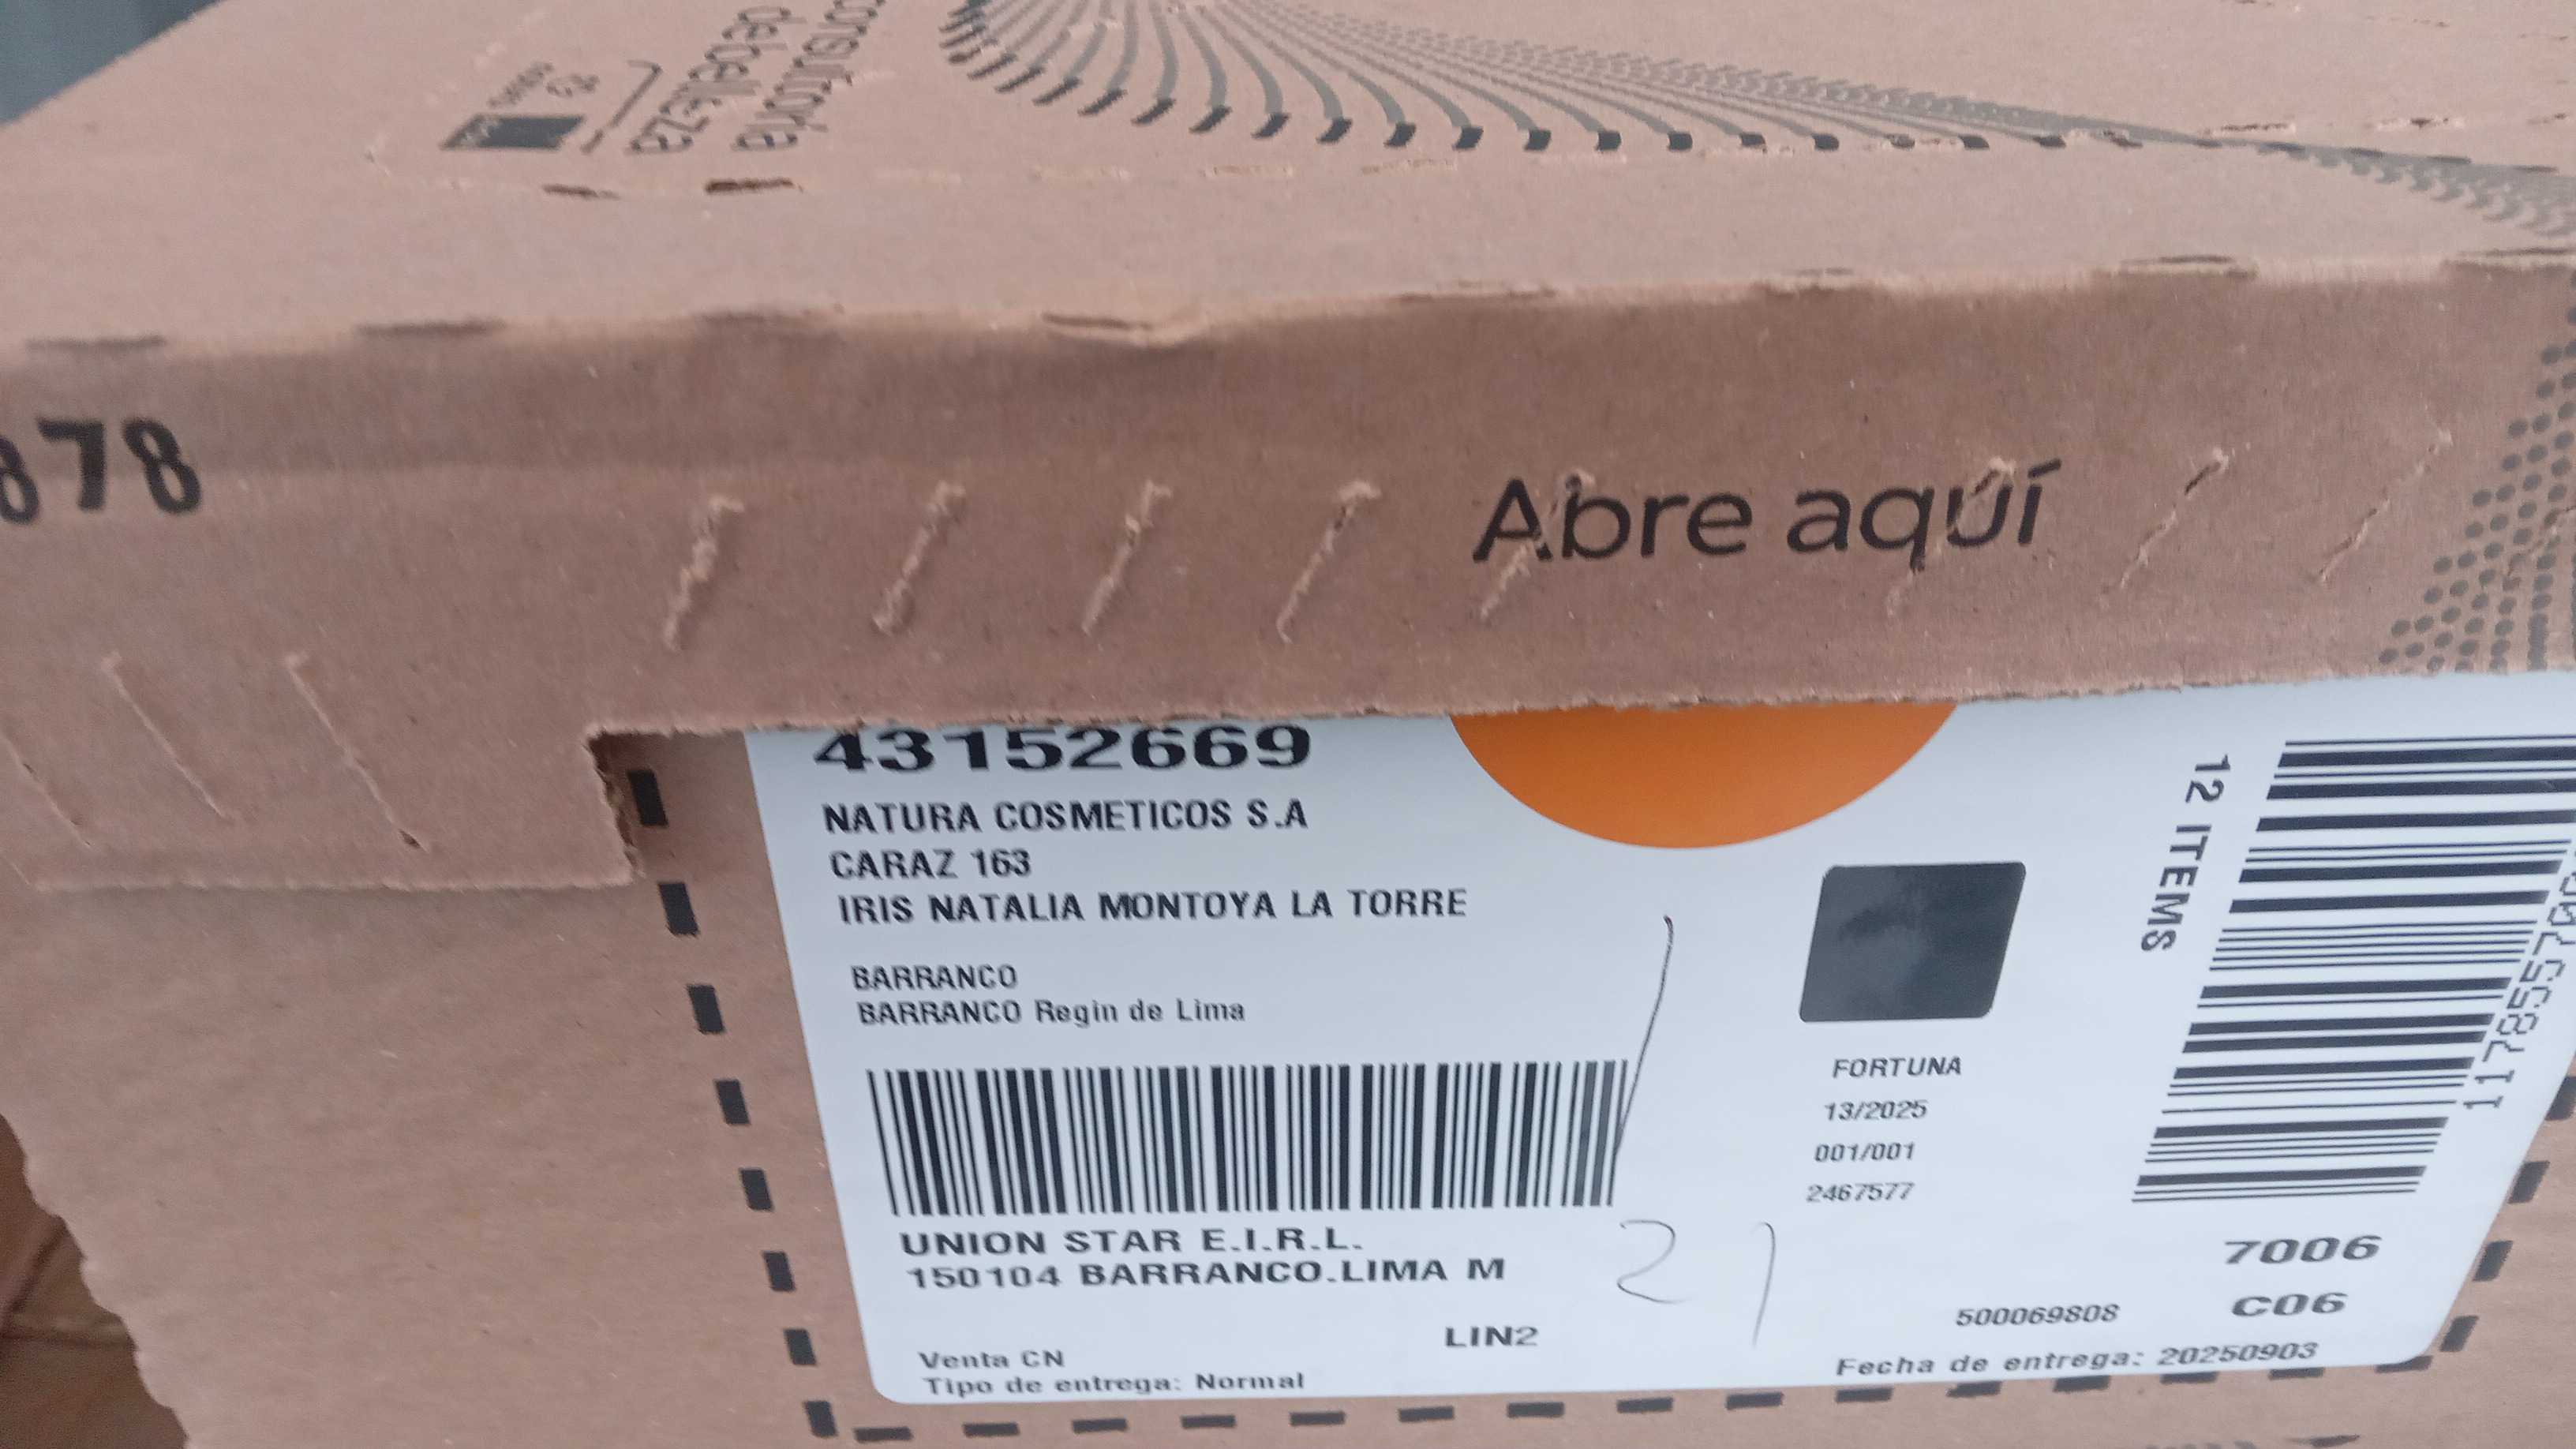 consultoría
de belleza
878
Abre aquí
43152669
NATURA COSMETICOS S.A
CARAZ 163
IRIS NATALIA MONTOYA LA TORRE
BARRANCO
BARRANCO Regin de Lima
UNION STAR E.I.R.L.
150104 BARRANCO.LIMA M
LIN2
Venta CN
Tipo de entrega: Normal
12 ITEMS
FORTUNA
13/2025
001/001
2467577
21
7006
C06
500069808
Fecha de entrega: 20250903